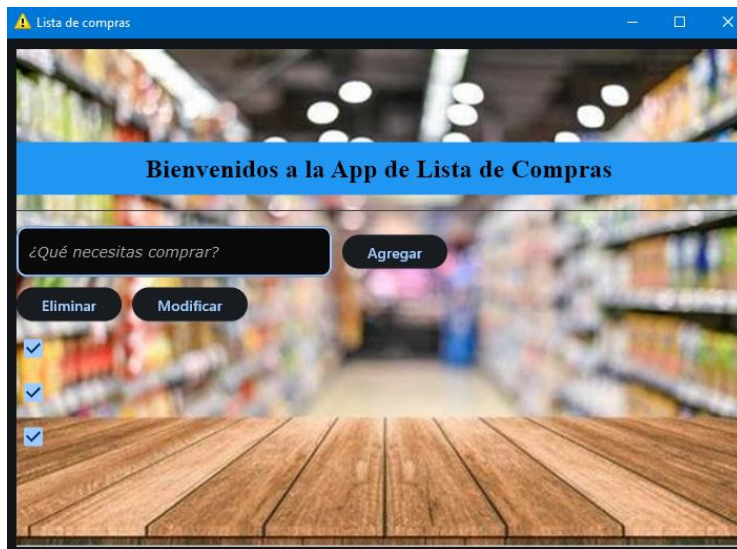 Lista de compras
Bienvenidos a la App de Lista de Compras
¿Qué necesitas comprar?
Agregar
Eliminar Modificar